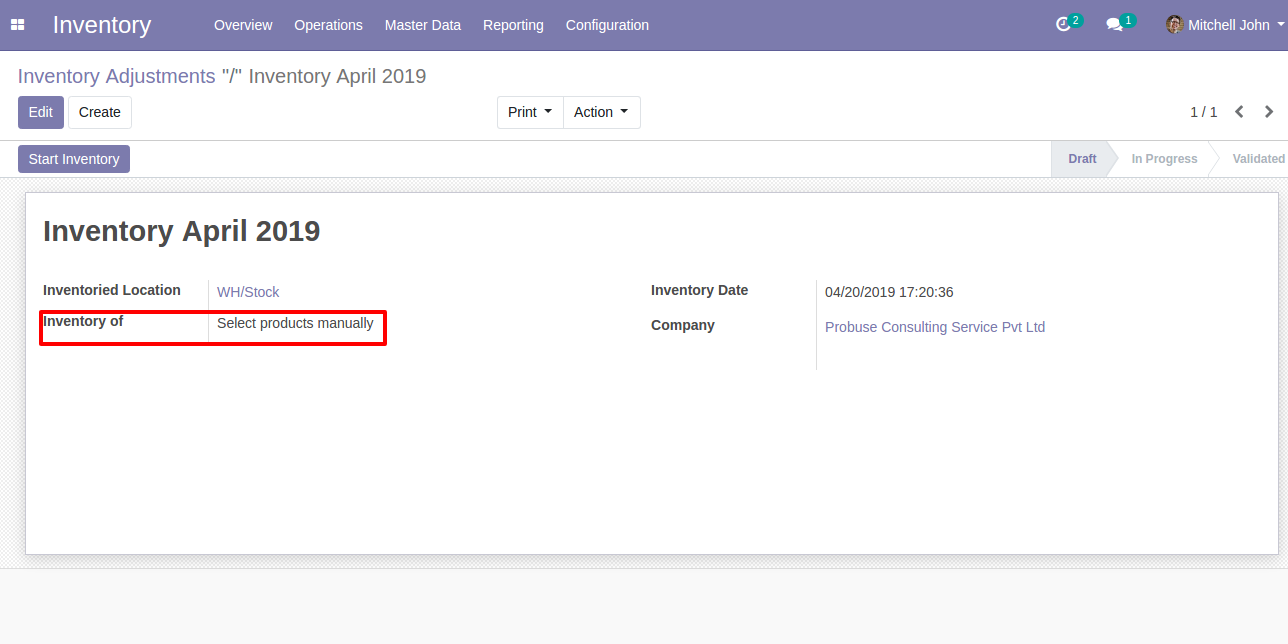 Inventory Overview Operations Master Data Reporting Configuration 2 1 Mitchell John
Inventory Adjustments "/" Inventory April 2019
Edit Create Print Action 1 / 1
Start Inventory Draft In Progress Validated
Inventory April 2019
Inventoried Location WH/Stock Inventory Date 04/20/2019 17:20:36
Inventory of Select products manually Company Probuse Consulting Service Pvt Ltd